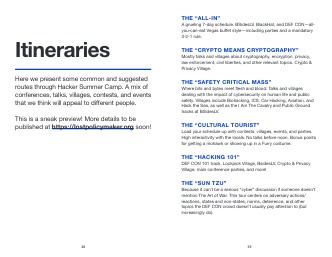 Itineraries
Here we present some common and suggested
routes through Hacker Summer Camp. A mix of
conferences, talks, villages, contests, and events
that we think will appeal to different people.
This is a sneak preview! More details to be
published at https://lostpolicymaker.org soon!
THE "ALL-IN"
A grueling 7-day schedule. BSidesLV, BlackHat, and DEF CON—all-
you-can-eat Vegas buffet style—including parties and a mandatory
3-2-1 rule.
THE "CRYPTO MEANS CRYPTOGRAPHY"
Mostly talks and villages about cryptography, encryption, privacy,
law enforcement, civil liberties, and other relevant topics. Crypto &
Privacy Village.
THE "SAFETY CRITICAL MASS"
Where bits and bytes meet flesh and blood. Talks and villages
dealing with the impact of cybersecurity on human life and public
safety. Villages include Biohacking, ICS, Car Hacking, Aviation, and
Hack the Sea, as well as the I Am The Cavalry and Public Ground
tracks at BSidesLV.
THE "CULTURAL TOURIST"
Load your schedule up with contests, villages, events, and parties.
High interactivity with the locals. No talks before noon. Bonus points
for getting a mohawk or showing up in a Furry costume.
THE "HACKING 101"
DEF CON 101 track, Lockpick Village, BSidesLV, Crypto & Privacy
Village, main conference parties, and more!
THE "SUN TZU"
Because it can't be a serious "cyber" discussion if someone doesn't
mention The Art of War. This tour centers on adversary actions/
reactions, states and non-states, norms, deterrence, and other
topics the DEF CON crowd doesn't usually pay attention to (but
increasingly do).